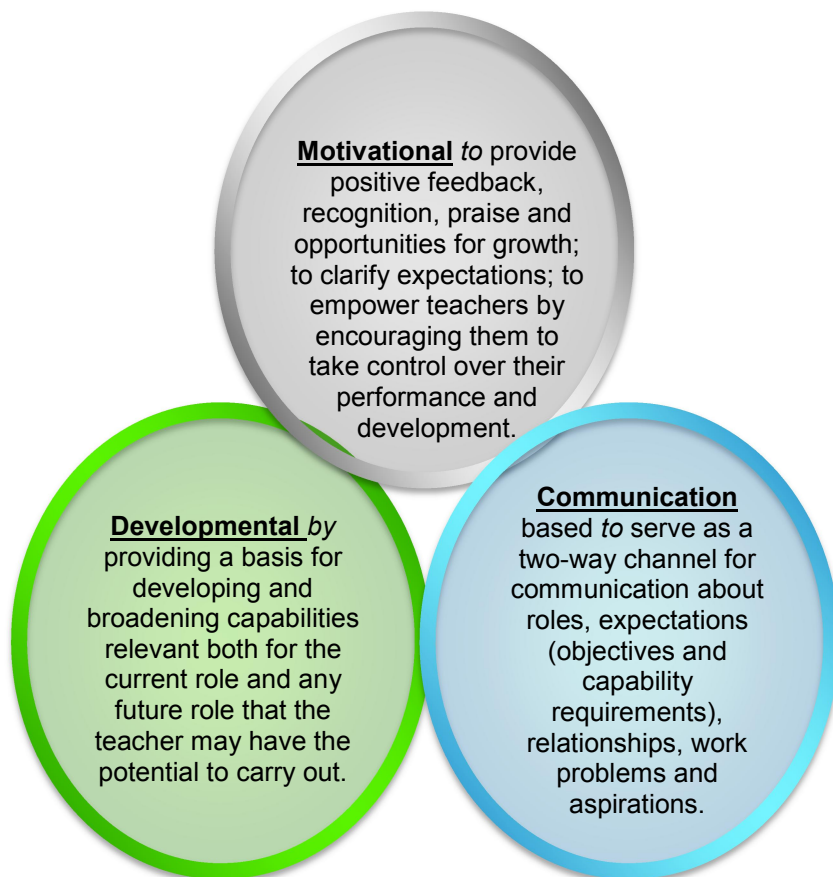 Motivational to provide
positive feedback,
recognition, praise and
opportunities for growth;
to clarify expectations; to
empower teachers by
encouraging them to
take control over their
performance and
development.
Developmental by
providing a basis for
developing and
broadening capabilities
relevant both for the
current role and any
future role that the
teacher may have the
potential to carry out.
Communication
based to serve as a
two-way channel for
communication about
roles, expectations
(objectives and
capability
requirements),
relationships, work
problems and
aspirations.